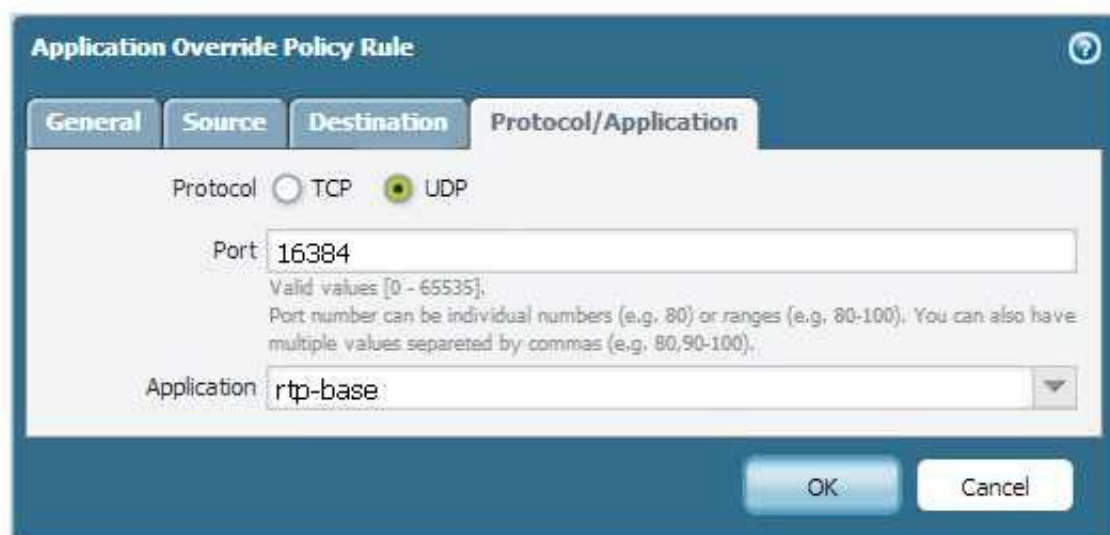 Application Override Policy Rule
General Source Destination Protocol/Application
Protocol TCP UDP
Port 16384
Valid values [0 - 65535].
Port number can be individual numbers (e.g. 80) or ranges (e.g. 80-100). You can also have
multiple values separeted by commas (e.g. 80,90-100).
Application rtp-base
OK Cancel